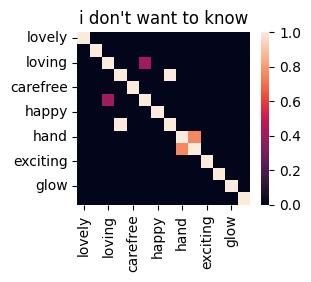 i don't want to know
lovely
loving
carefree
happy
hand
exciting
glow
1.0
0.8
0.6
0.4
0.2
0.0
lovely
loving
carefree
happy
hand
exciting
glow